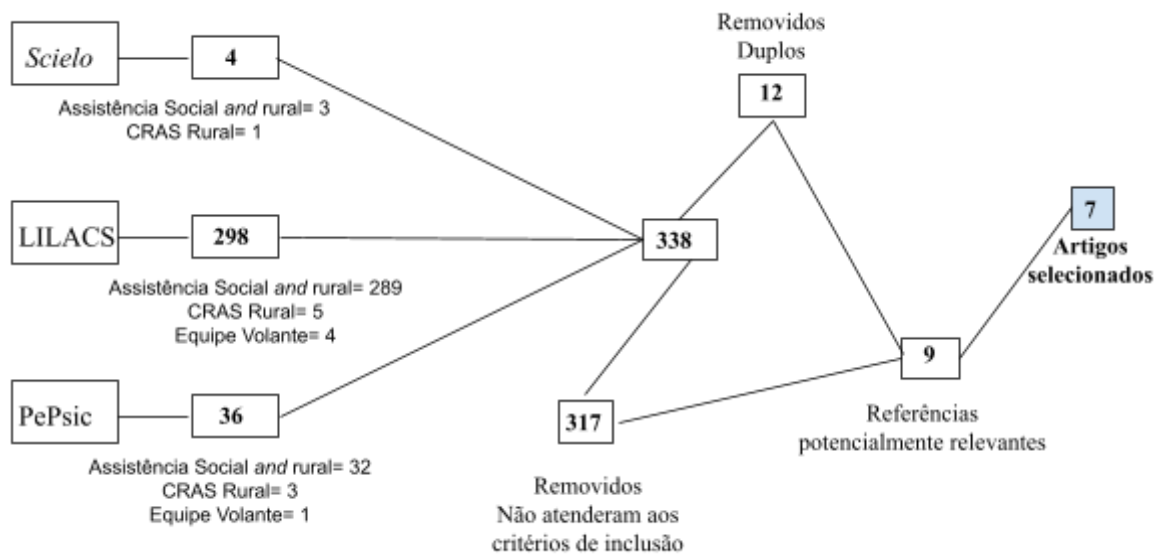 Scielo
4
Assistência Social and rural= 3
CRAS Rural= 1
LILACS
298
Assistência Social and rural= 289
CRAS Rural= 5
Equipe Volante= 4
PePsic
36
Assistência Social and rural= 32
CRAS Rural= 3
Equipe Volante= 1
338
Removidos
Duplos
12
317
Removidos
Não atenderam aos
critérios de inclusão
9
Referências
potencialmente relevantes
7
Artigos
selecionados